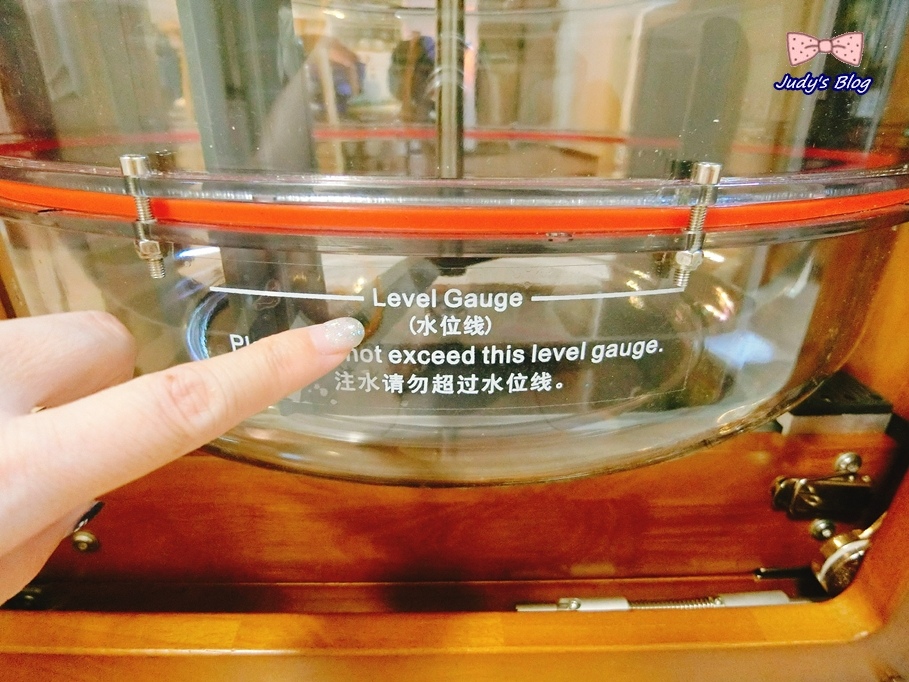 Judy's Blog
Level Gauge
(水位线)
not exceed this level gauge.
注水请勿超过水位线。